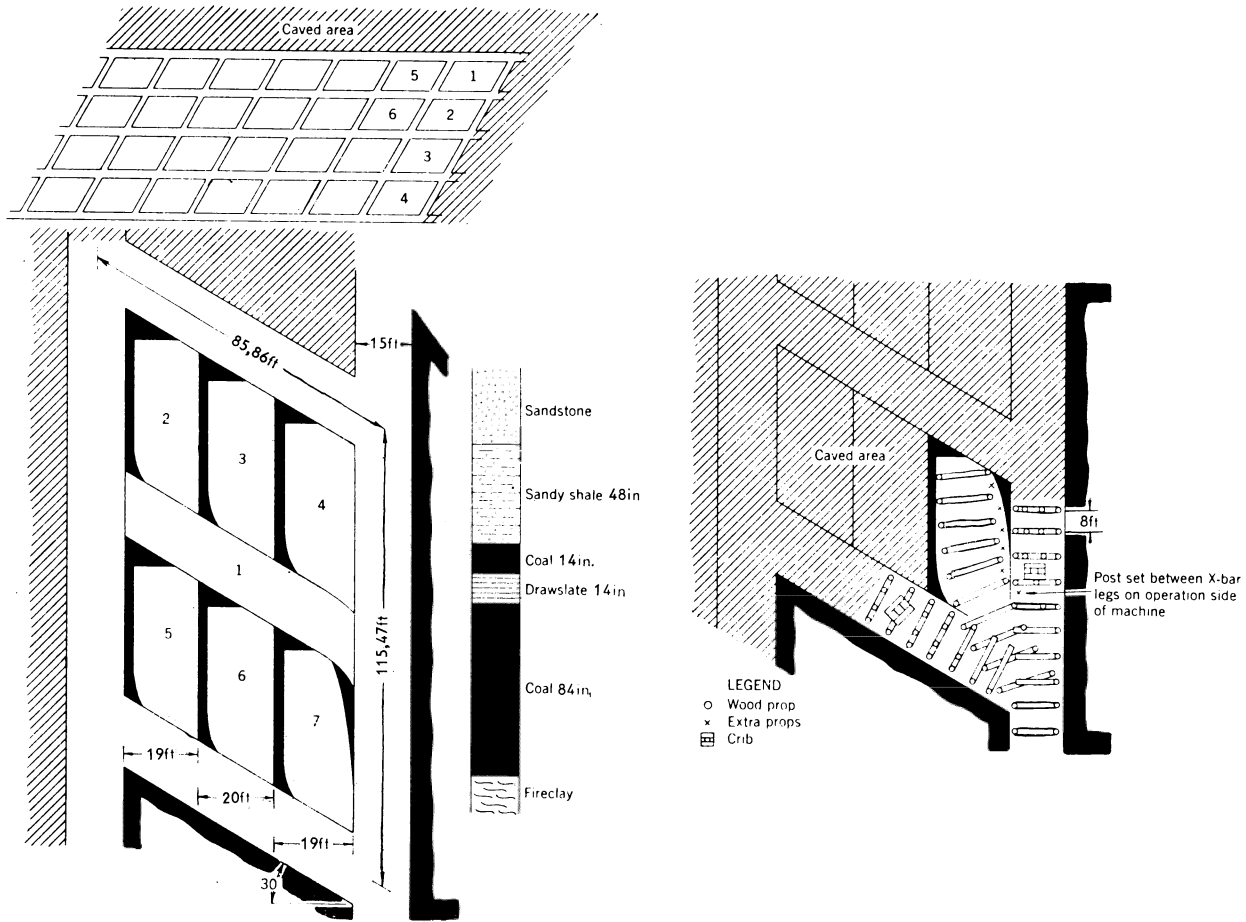 Caved area
5
1
6
2
3
4
85,86ft
15ft
2
3
4
1
5
6
7
115,47ft
19ft
20ft
19ft
30
Sandstone
Sandy shale 48in
Coal 14in.
Drawslate 14in
Coal 84in,
Fireclay
Caved area
8ft
Post set between X-bar
legs on operation side
of machine
LEGEND
Wood prop
Extra props
Crib